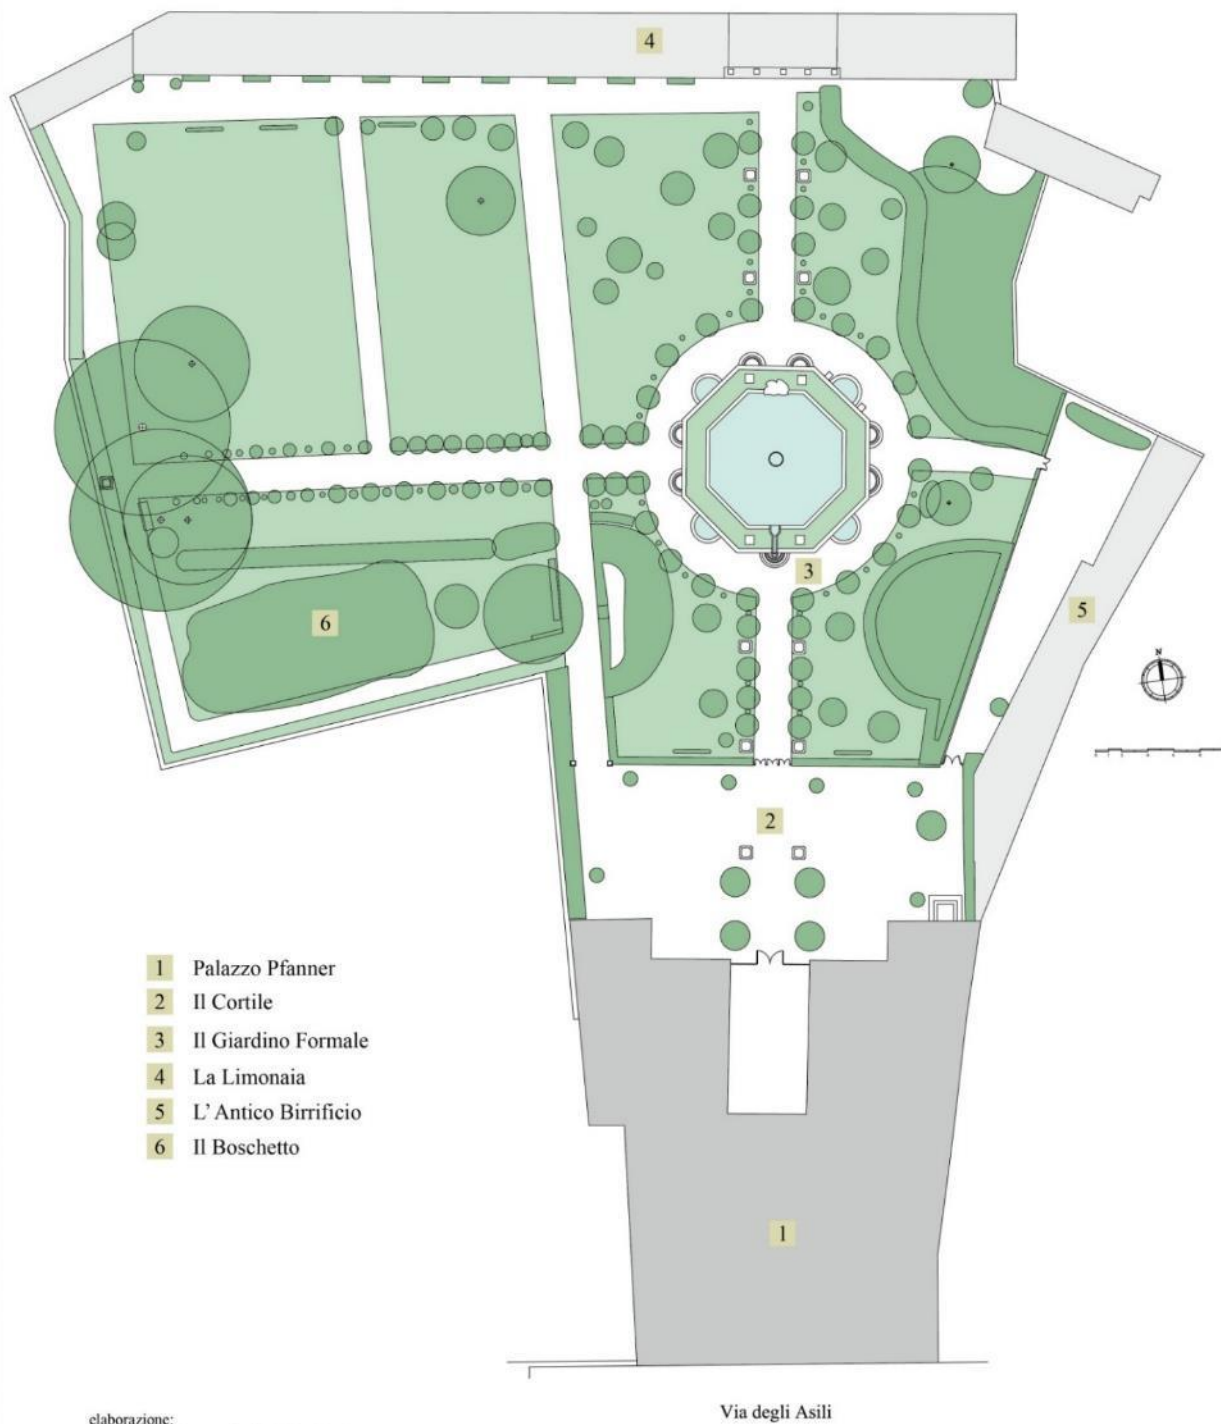 4
N
3
5
6
2
1 Palazzo Pfanner
2 Il Cortile
3 Il Giardino Formale
4 La Limonaia
5 L' Antico Birrificio
6 Il Boschetto
1
Via degli Asili
elaborazione: